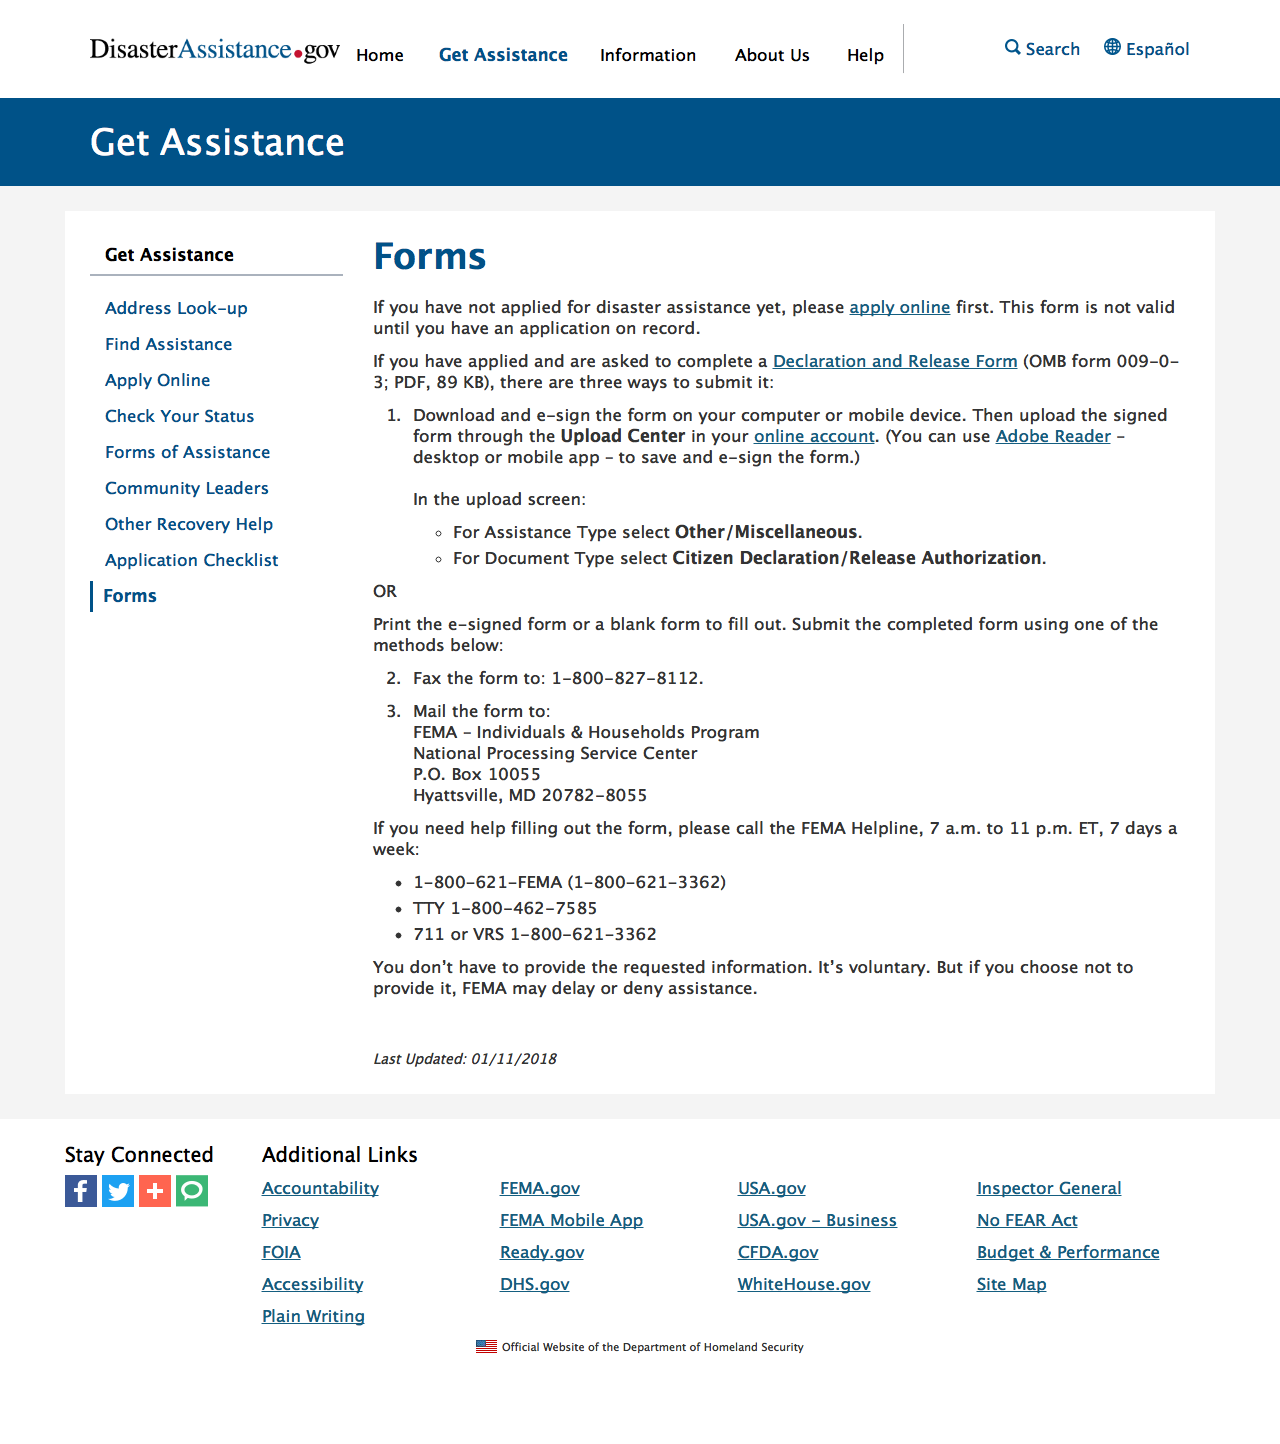 DisasterAssistance.gov
Home
Get Assistance
Information
About Us
Help
Search
Español
Get Assistance
Get Assistance
Address Look-up
Find Assistance
Apply Online
Check Your Status
Forms of Assistance
Community Leaders
Other Recovery Help
Application Checklist
Forms
Forms
If you have not applied for disaster assistance yet, please apply online first. This form is not valid
until you have an application on record.
If you have applied and are asked to complete a Declaration and Release Form (OMB form 009-0-
3; PDF, 89 KB), there are three ways to submit it:
1. Download and e-sign the form on your computer or mobile device. Then upload the signed
form through the Upload Center in your online account. (You can use Adobe Reader –
desktop or mobile app – to save and e-sign the form.)
In the upload screen:
◦ For Assistance Type select Other/Miscellaneous.
◦ For Document Type select Citizen Declaration/Release Authorization.
OR
Print the e-signed form or a blank form to fill out. Submit the completed form using one of the
methods below:
2. Fax the form to: 1-800-827-8112.
3. Mail the form to:
FEMA – Individuals & Households Program
National Processing Service Center
P.O. Box 10055
Hyattsville, MD 20782-8055
If you need help filling out the form, please call the FEMA Helpline, 7 a.m. to 11 p.m. ET, 7 days a
week:
• 1-800-621-FEMA (1-800-621-3362)
• TTY 1-800-462-7585
• 711 or VRS 1-800-621-3362
You don’t have to provide the requested information. It’s voluntary. But if you choose not to
provide it, FEMA may delay or deny assistance.
Last Updated: 01/11/2018
Stay Connected
Additional Links
Accountability
Privacy
FOIA
Accessibility
Plain Writing
FEMA.gov
FEMA Mobile App
Ready.gov
DHS.gov
USA.gov
USA.gov - Business
CFDA.gov
WhiteHouse.gov
Inspector General
No FEAR Act
Budget & Performance
Site Map
Official Website of the Department of Homeland Security